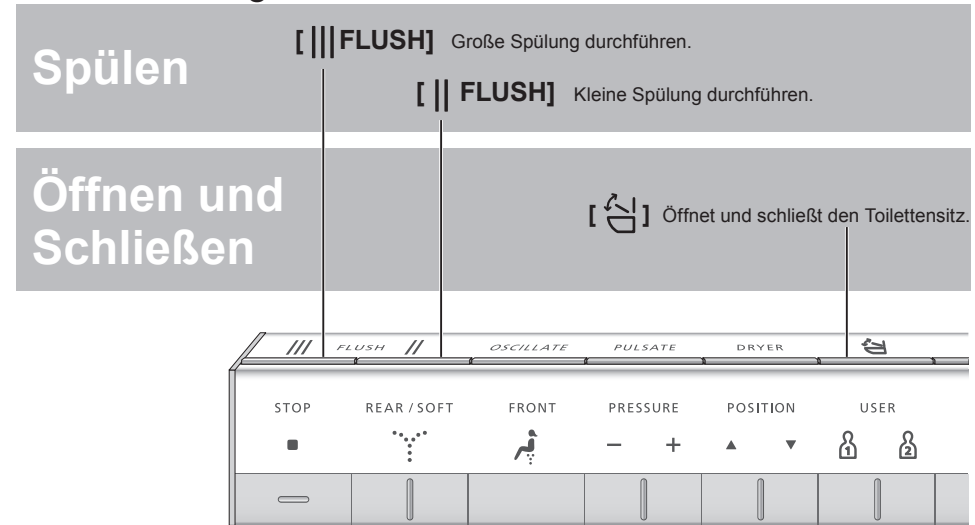 Spülen
[ ||| FLUSH] Große Spülung durchführen.
[ || FLUSH] Kleine Spülung durchführen.
Öffnen und
Schließen
[ ] Öffnet und schließt den Toilettensitz.
/// FLUSH // OSCILLATE PULSATE DRYER
STOP REAR / SOFT FRONT PRESSURE POSITION USER
− + ▲ ▼ 1 2